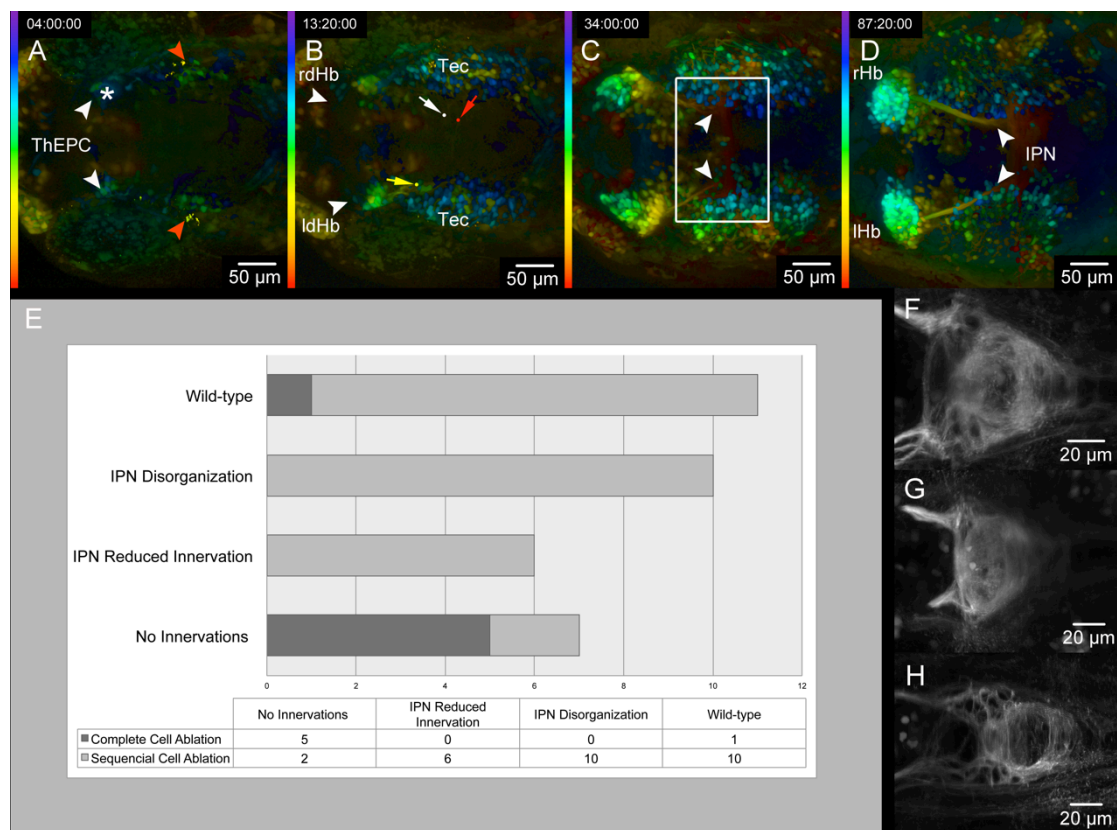 04:00:00
A
*
ThEPC
50 µm
13:20:00
B
rdHb
Tec
ldHb
Tec
50 µm
34:00:00
C
50 µm
87:20:00
D
rHb
IPN
lHb
50 µm
E
Wild-type
IPN Disorganization
IPN Reduced Innervation
No Innervations
0 2 4 6 8 10 12
No Innervations IPN Reduced Innervation IPN Disorganization Wild-type
Complete Cell Ablation 5 0 0 1
Sequencial Cell Ablation 2 6 10 10
F
20 µm
G
20 µm
H
20 µm